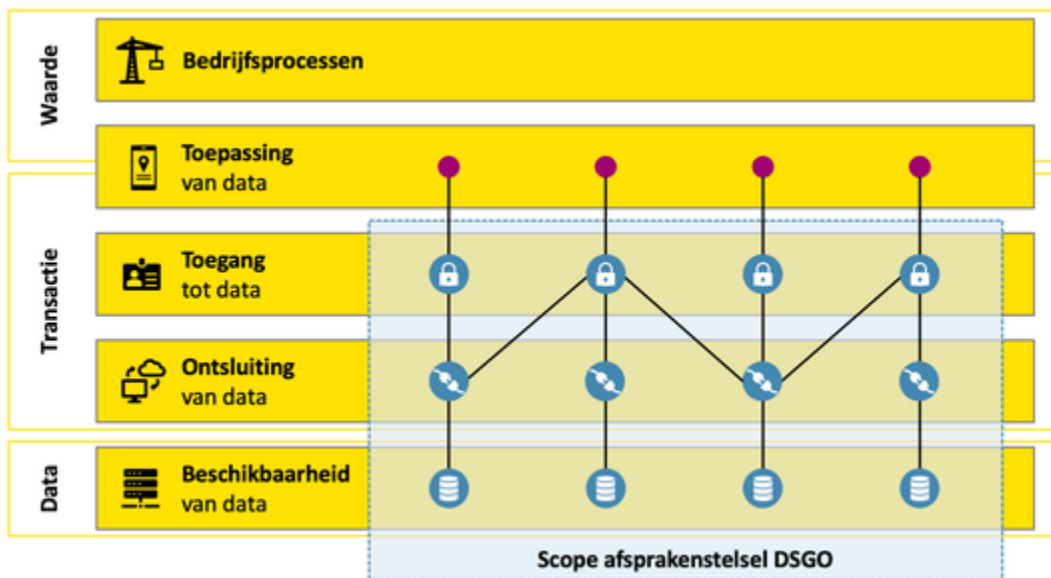 Waarde
Bedrijfsprocessen
Toepassing
van data
Transactie
Toegang
tot data
Ontsluiting
van data
Data
Beschikbaarheid
van data
Scope afsprakenstelsel DSGO